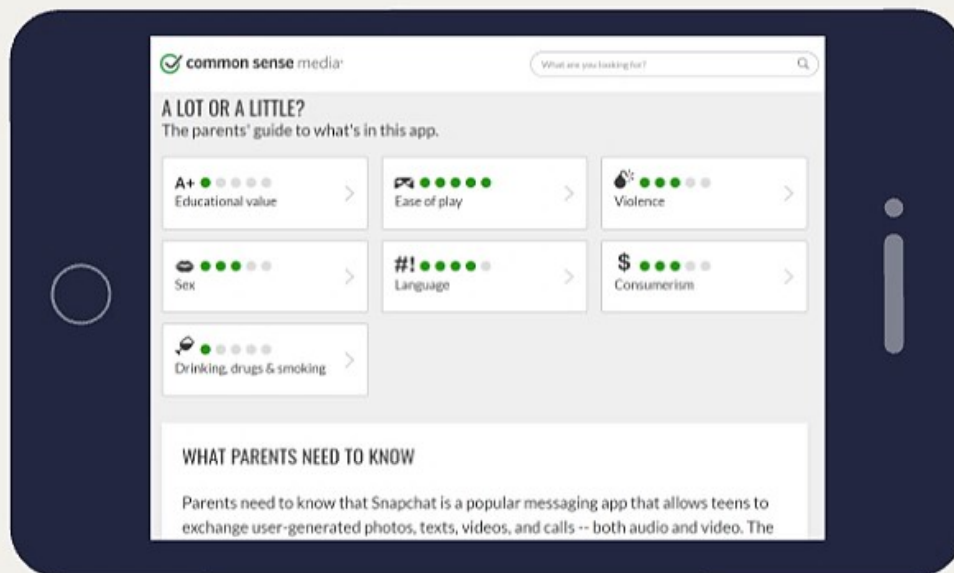 common sense media
What are you looking for?
A LOT OR A LITTLE?
The parents' guide to what's in this app.
A+
Educational value
Ease of play
Violence
Sex
#!
Language
$
Consumerism
Drinking, drugs & smoking
WHAT PARENTS NEED TO KNOW
Parents need to know that Snapchat is a popular messaging app that allows teens to
exchange user-generated photos, texts, videos, and calls -- both audio and video. The